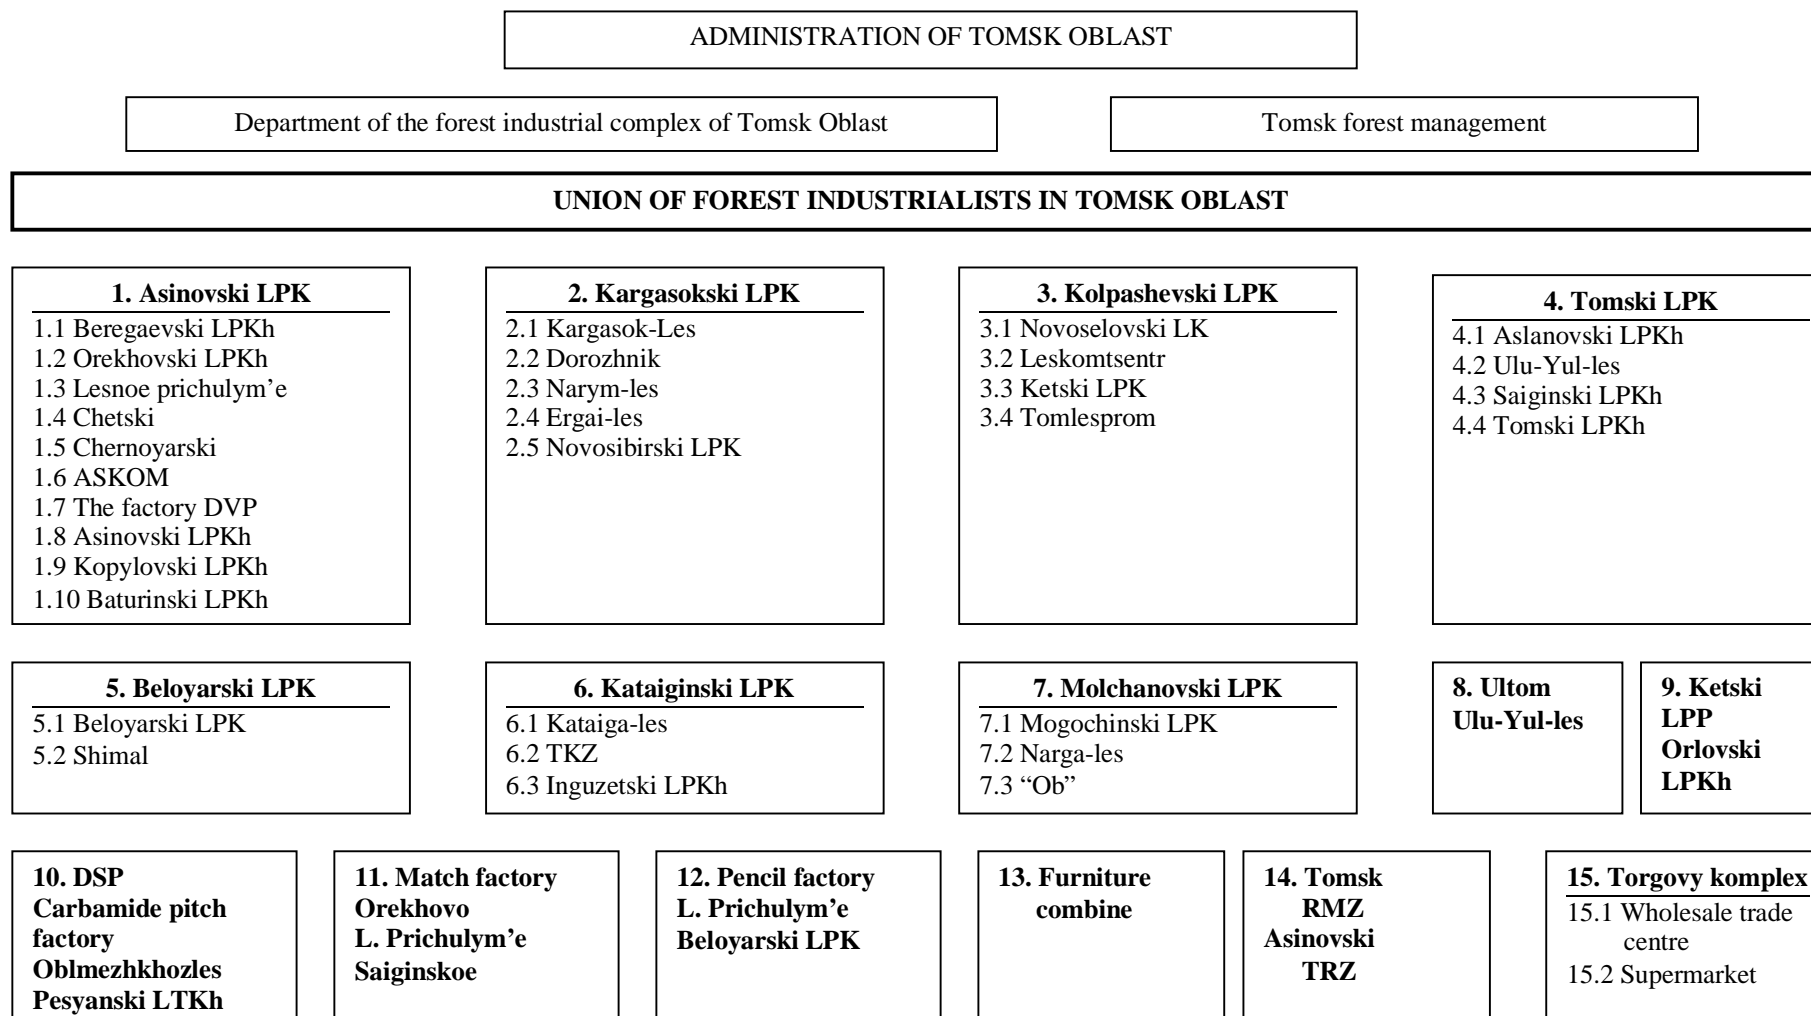 ADMINISTRATION OF TOMSK OBLAST
Department of the forest industrial complex of Tomsk Oblast
Tomsk forest management
UNION OF FOREST INDUSTRIALISTS IN TOMSK OBLAST
1. Asinovski LPK
1.1 Beregaevski LPKh
1.2 Orekhovski LPKh
1.3 Lesnoe prichulym’e
1.4 Chetski
1.5 Chernoyarski
1.6 ASKOM
1.7 The factory DVP
1.8 Asinovski LPKh
1.9 Kopylovski LPKh
1.10 Baturinski LPKh
2. Kargasokski LPK
2.1 Kargasok-Les
2.2 Dorozhnik
2.3 Narym-les
2.4 Ergai-les
2.5 Novosibirski LPK
3. Kolpashevski LPK
3.1 Novoselovski LK
3.2 Leskomtsentr
3.3 Ketski LPK
3.4 Tomlesprom
4. Tomski LPK
4.1 Aslanovski LPKh
4.2 Ulu-Yul-les
4.3 Saiginski LPKh
4.4 Tomski LPKh
5. Beloyarski LPK
5.1 Beloyarski LPK
5.2 Shimal
6. Kataiginski LPK
6.1 Kataiga-les
6.2 TKZ
6.3 Inguzetski LPKh
7. Molchanovski LPK
7.1 Mogochinski LPK
7.2 Narga-les
7.3 “Ob”
8. Ultom
Ulu-Yul-les
9. Ketski
LPP
Orlovski
LPKh
10. DSP
Carbamide pitch
factory
Oblmezhkhozles
Pesyanski LTKh
11. Match factory
Orekhovo
L. Prichulym’e
Saiginskoe
12. Pencil factory
L. Prichulym’e
Beloyarski LPK
13. Furniture
combine
14. Tomsk
RMZ
Asinovski
TRZ
15. Torgovy komplex
15.1 Wholesale trade
centre
15.2 Supermarket